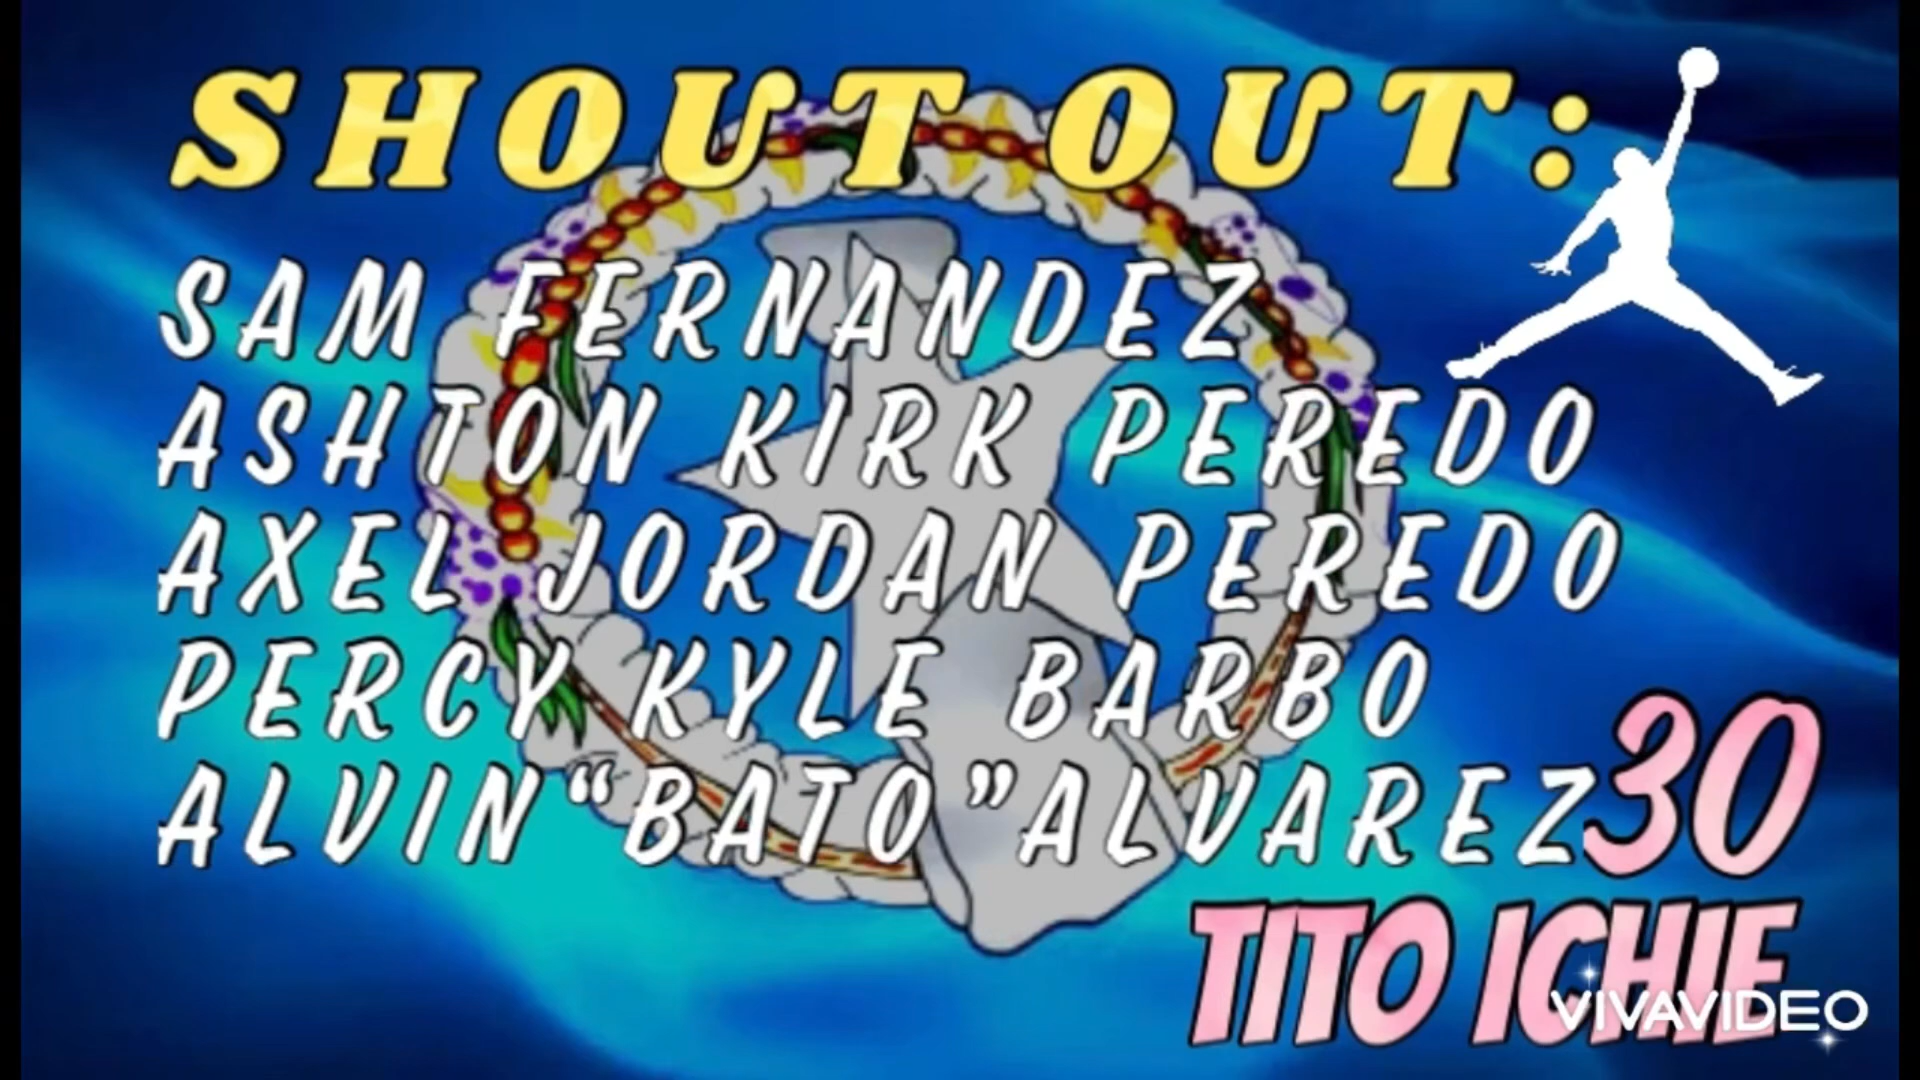 SHOUT OUT:
SAM FERNANDEZ
ASHTON KIRK PEREDO
AXEL JORDAN PEREDO
PERCY KYLE BARBO
ALVIN “BATO” ALVAREZ
30
TITO ICHIE
VIVAVIDEO